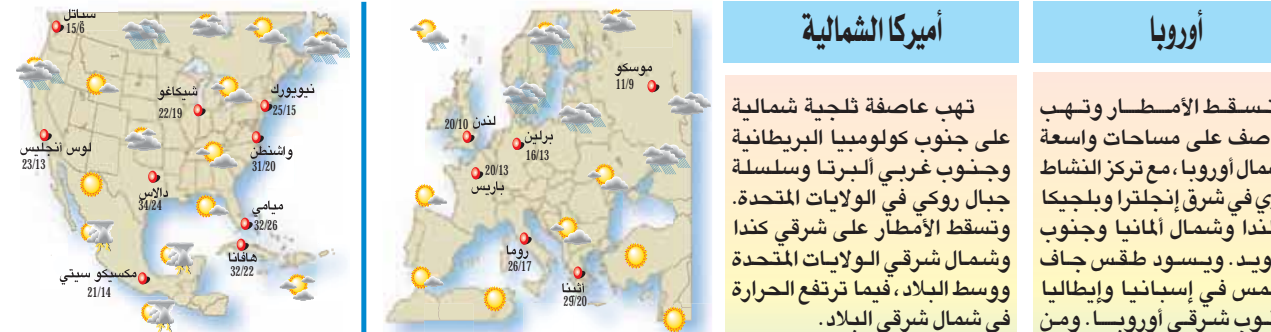 أوروبا
تسقط الأمطار وتهب
على مساحات واسعة
أوروبا، مع تركز النشاط
في شرق إنجلترا وبلجيكا
وشمال ألمانيا وجنوب
ويسود طقس جاف
في إسبانيا وإيطاليا
شرقي أوروبا. ومن
أميركا الشمالية
تهب عاصفة ثلجية شمالية
على جنوب كولومبيا البريطانية
وجنوب غربي ألبرتا وسلسلة
جبال روكي في الولايات المتحدة.
وتسقط الأمطار على شرقي كندا
وشمال شرقي الولايات المتحدة
ووسط البلاد، فيما ترتفع الحرارة
في شمال شرقي البلاد.
موسكو
11/9
لندن 20/10
برلين
16/13
20/13
باريس
روما
26/17
أثينا
29/20
سياتل
15/6
شيكاغو
22/19
نيويورك
25/15
لوس أنجليس
23/13
واشنطن
31/20
دالاس
34/24
ميامي
32/26
هافانا
32/22
مكسيكو سيتي
21/14